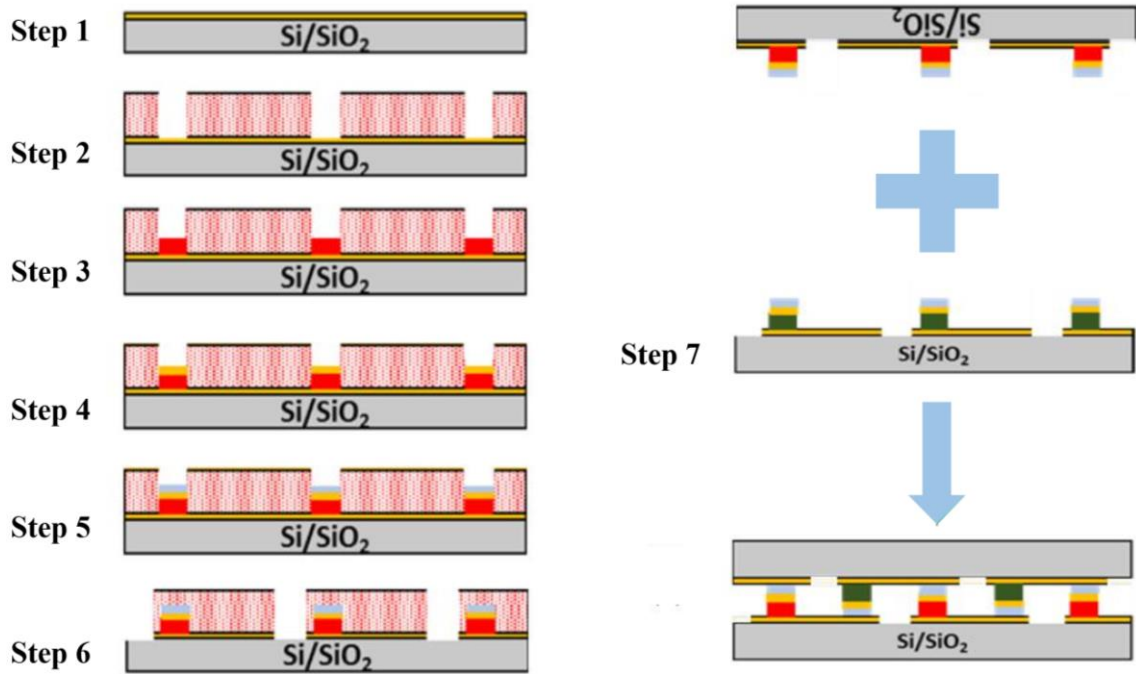 Step 1
Si/SiO₂
Step 2
Si/SiO₂
Step 3
Si/SiO₂
Step 4
Si/SiO₂
Step 5
Si/SiO₂
Step 6
Si/SiO₂
Si/SiO₂
Step 7
Si/SiO₂
Si/SiO₂